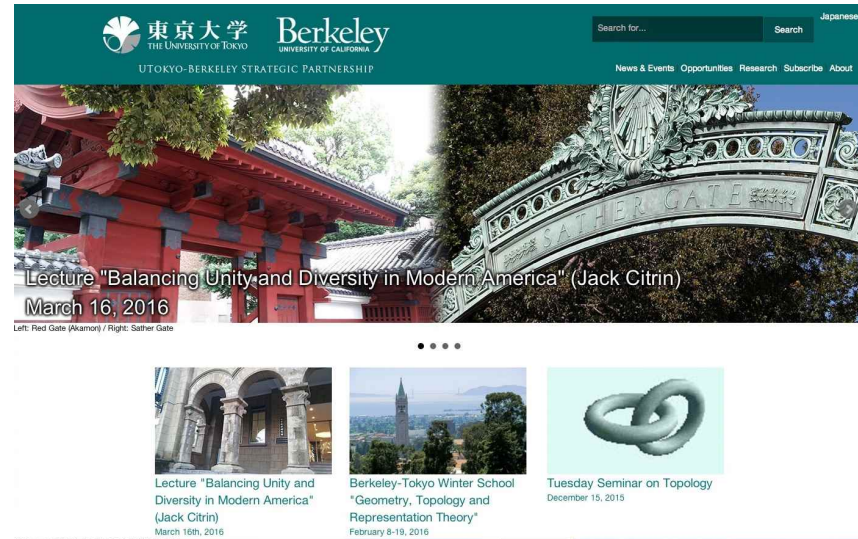 Japanese
東京大学
THE UNIVERSITY OF TOKYO
Berkeley
UNIVERSITY OF CALIFORNIA
Search for...
Search
UTOKYO-BERKELEY STRATEGIC PARTNERSHIP
News & Events Opportunities Research Subscribe About
SATHER GATE
Lecture "Balancing Unity and Diversity in Modern America" (Jack Citrin)
March 16, 2016
Left: Red Gate (Akamon) / Right: Sather Gate
Lecture "Balancing Unity and
Diversity in Modern America"
(Jack Citrin)
March 16th, 2016
Berkeley-Tokyo Winter School
"Geometry, Topology and
Representation Theory"
February 8-19, 2016
Tuesday Seminar on Topology
December 15, 2015